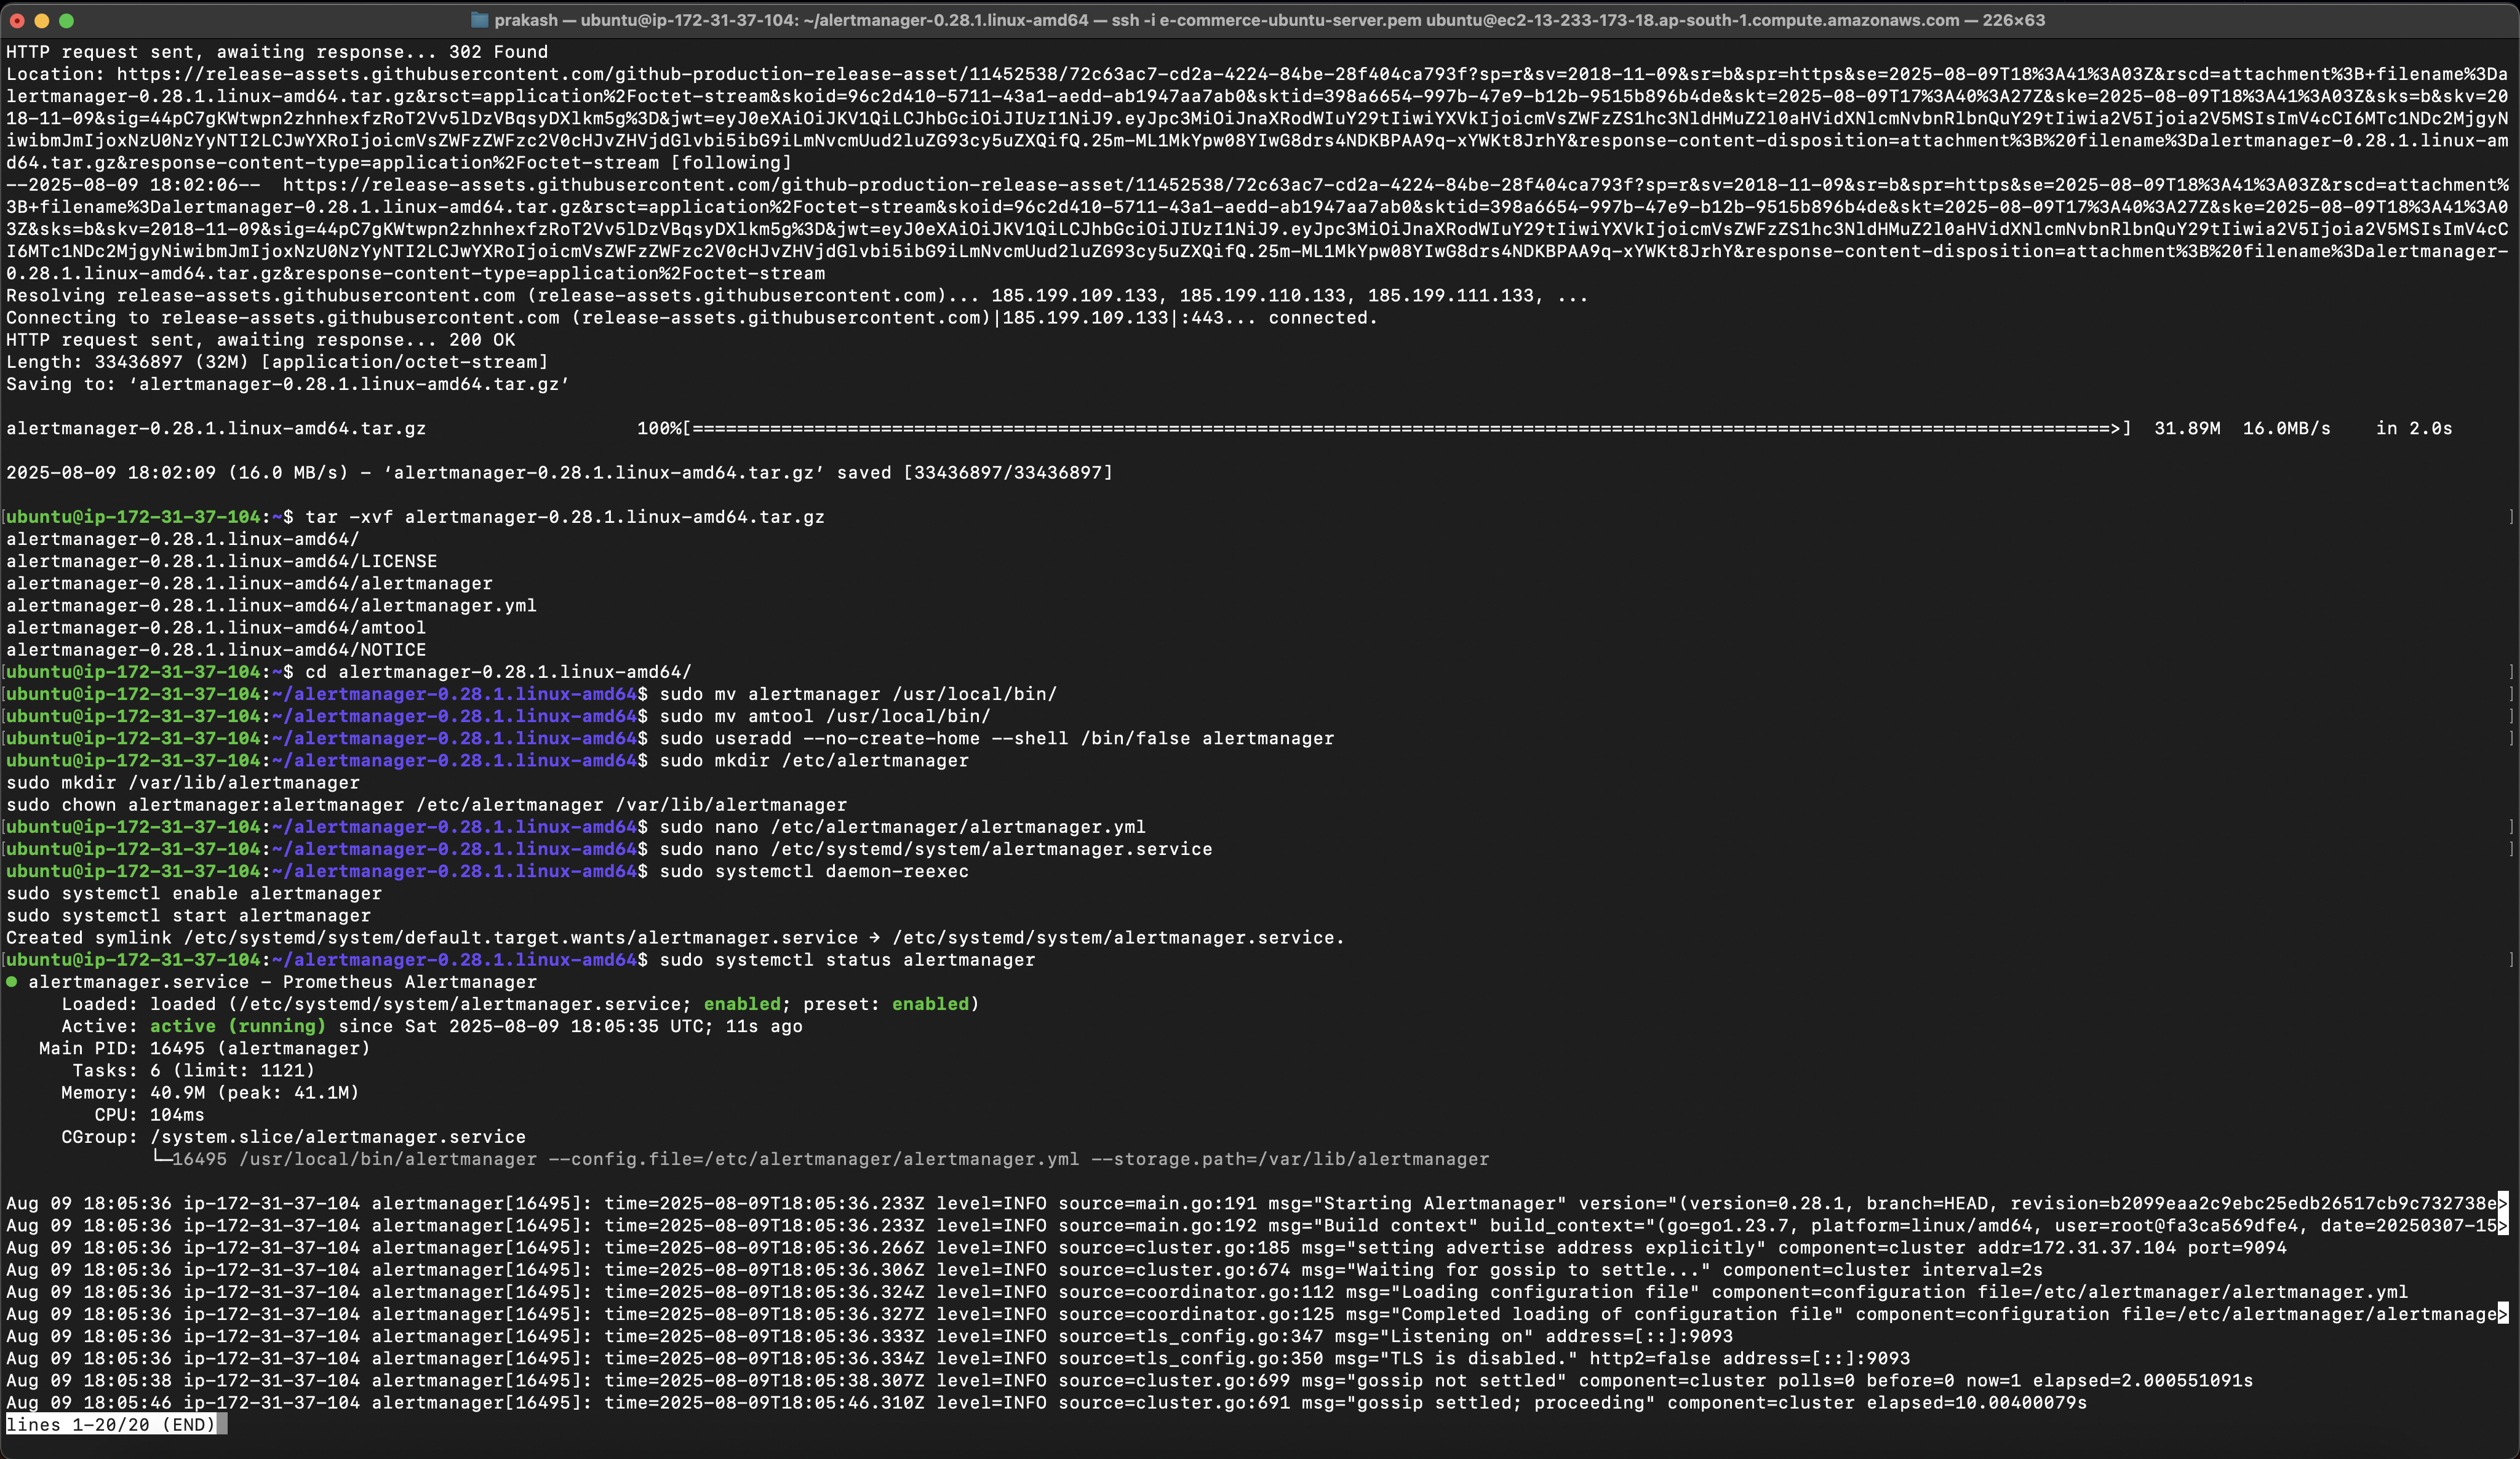 prakash — ubuntu@ip-172-31-37-104: ~/alertmanager-0.28.1.linux-amd64 — ssh -i e-commerce-ubuntu-server.pem ubuntu@ec2-13-233-173-18.ap-south-1.compute.amazonaws.com — 226×63
HTTP request sent, awaiting response... 302 Found
Location: https://release-assets.githubusercontent.com/github-production-release-asset/11452538/72c63ac7-cd2a-4224-84be-28f404ca793f?sp=r&sv=2018-11-09&sr=b&spr=https&se=2025-08-09T18%3A41%3A03Z&rscd=attachment%3B+filename%3Da
lertmanager-0.28.1.linux-amd64.tar.gz&rsct=application%2Foctet-stream&skoid=96c2d410-5711-43a1-aedd-ab1947aa7ab0&sktid=398a6654-997b-47e9-b12b-9515b896b4de&skt=2025-08-09T17%3A40%3A27Z&ske=2025-08-09T18%3A41%3A03Z&sks=b&skv=20
18-11-09&sig=44pC7gKWtwpn2zhnhexfzRoT2Vv5lDzVBqsyDXlkm5g%3D&jwt=eyJ0eXAiOiJKV1QiLCJhbGciOiJIUzI1NiJ9.eyJpc3MiOiJnaXRodWIuY29tIiwiYXVkIjoicmVsZWFzZS1hc3NldHMuZ2l0aHVidXNlcmNvbnRlbnQuY29tIiwia2V5Ijoia2V5MSIsImV4cCI6MTc1NDc2MjgyN
iwibmJmIjoxNzU0NzYyNTI2LCJwYXRoIjoicmVsZWFzZWFzc2V0cHJvZHVjdGlvbi5ibG9iLmNvcmUud2luZG93cy5uZXQifQ.25m-ML1MkYpw08YIwG8drs4NDKBPAA9q-xYWKt8JrhY&response-content-disposition=attachment%3B%20filename%3Dalertmanager-0.28.1.linux-am
d64.tar.gz&response-content-type=application%2Foctet-stream [following]
--2025-08-09 18:02:06--  https://release-assets.githubusercontent.com/github-production-release-asset/11452538/72c63ac7-cd2a-4224-84be-28f404ca793f?sp=r&sv=2018-11-09&sr=b&spr=https&se=2025-08-09T18%3A41%3A03Z&rscd=attachment%
3B+filename%3Dalertmanager-0.28.1.linux-amd64.tar.gz&rsct=application%2Foctet-stream&skoid=96c2d410-5711-43a1-aedd-ab1947aa7ab0&sktid=398a6654-997b-47e9-b12b-9515b896b4de&skt=2025-08-09T17%3A40%3A27Z&ske=2025-08-09T18%3A41%3A0
3Z&sks=b&skv=2018-11-09&sig=44pC7gKWtwpn2zhnhexfzRoT2Vv5lDzVBqsyDXlkm5g%3D&jwt=eyJ0eXAiOiJKV1QiLCJhbGciOiJIUzI1NiJ9.eyJpc3MiOiJnaXRodWIuY29tIiwiYXVkIjoicmVsZWFzZS1hc3NldHMuZ2l0aHVidXNlcmNvbnRlbnQuY29tIiwia2V5Ijoia2V5MSIsImV4cC
I6MTc1NDc2MjgyNiwibmJmIjoxNzU0NzYyNTI2LCJwYXRoIjoicmVsZWFzZWFzc2V0cHJvZHVjdGlvbi5ibG9iLmNvcmUud2luZG93cy5uZXQifQ.25m-ML1MkYpw08YIwG8drs4NDKBPAA9q-xYWKt8JrhY&response-content-disposition=attachment%3B%20filename%3Dalertmanager-
0.28.1.linux-amd64.tar.gz&response-content-type=application%2Foctet-stream
Resolving release-assets.githubusercontent.com (release-assets.githubusercontent.com)... 185.199.109.133, 185.199.110.133, 185.199.111.133, ...
Connecting to release-assets.githubusercontent.com (release-assets.githubusercontent.com)|185.199.109.133|:443... connected.
HTTP request sent, awaiting response... 200 OK
Length: 33436897 (32M) [application/octet-stream]
Saving to: ‘alertmanager-0.28.1.linux-amd64.tar.gz’
alertmanager-0.28.1.linux-amd64.tar.gz 100%[================================================================================================================================>] 31.89M 16.0MB/s in 2.0s
2025-08-09 18:02:09 (16.0 MB/s) - ‘alertmanager-0.28.1.linux-amd64.tar.gz’ saved [33436897/33436897]
[ubuntu@ip-172-31-37-104:~$ tar -xvf alertmanager-0.28.1.linux-amd64.tar.gz ]
alertmanager-0.28.1.linux-amd64/
alertmanager-0.28.1.linux-amd64/LICENSE
alertmanager-0.28.1.linux-amd64/alertmanager
alertmanager-0.28.1.linux-amd64/alertmanager.yml
alertmanager-0.28.1.linux-amd64/amtool
alertmanager-0.28.1.linux-amd64/NOTICE
[ubuntu@ip-172-31-37-104:~$ cd alertmanager-0.28.1.linux-amd64/ ]
[ubuntu@ip-172-31-37-104:~/alertmanager-0.28.1.linux-amd64$ sudo mv alertmanager /usr/local/bin/ ]
[ubuntu@ip-172-31-37-104:~/alertmanager-0.28.1.linux-amd64$ sudo mv amtool /usr/local/bin/ ]
[ubuntu@ip-172-31-37-104:~/alertmanager-0.28.1.linux-amd64$ sudo useradd --no-create-home --shell /bin/false alertmanager ]
ubuntu@ip-172-31-37-104:~/alertmanager-0.28.1.linux-amd64$ sudo mkdir /etc/alertmanager
sudo mkdir /var/lib/alertmanager
sudo chown alertmanager:alertmanager /etc/alertmanager /var/lib/alertmanager
[ubuntu@ip-172-31-37-104:~/alertmanager-0.28.1.linux-amd64$ sudo nano /etc/alertmanager/alertmanager.yml ]
[ubuntu@ip-172-31-37-104:~/alertmanager-0.28.1.linux-amd64$ sudo nano /etc/systemd/system/alertmanager.service ]
ubuntu@ip-172-31-37-104:~/alertmanager-0.28.1.linux-amd64$ sudo systemctl daemon-reexec
sudo systemctl enable alertmanager
sudo systemctl start alertmanager
Created symlink /etc/systemd/system/default.target.wants/alertmanager.service → /etc/systemd/system/alertmanager.service.
[ubuntu@ip-172-31-37-104:~/alertmanager-0.28.1.linux-amd64$ sudo systemctl status alertmanager ]
● alertmanager.service - Prometheus Alertmanager
Loaded: loaded (/etc/systemd/system/alertmanager.service; enabled; preset: enabled)
Active: active (running) since Sat 2025-08-09 18:05:35 UTC; 11s ago
Main PID: 16495 (alertmanager)
Tasks: 6 (limit: 1121)
Memory: 40.9M (peak: 41.1M)
CPU: 104ms
CGroup: /system.slice/alertmanager.service
└─16495 /usr/local/bin/alertmanager --config.file=/etc/alertmanager/alertmanager.yml --storage.path=/var/lib/alertmanager
Aug 09 18:05:36 ip-172-31-37-104 alertmanager[16495]: time=2025-08-09T18:05:36.233Z level=INFO source=main.go:191 msg="Starting Alertmanager" version="(version=0.28.1, branch=HEAD, revision=b2099eaa2c9ebc25edb26517cb9c732738e>
Aug 09 18:05:36 ip-172-31-37-104 alertmanager[16495]: time=2025-08-09T18:05:36.233Z level=INFO source=main.go:192 msg="Build context" build_context="(go=go1.23.7, platform=linux/amd64, user=root@fa3ca569dfe4, date=20250307-15>
Aug 09 18:05:36 ip-172-31-37-104 alertmanager[16495]: time=2025-08-09T18:05:36.266Z level=INFO source=cluster.go:185 msg="setting advertise address explicitly" component=cluster addr=172.31.37.104 port=9094
Aug 09 18:05:36 ip-172-31-37-104 alertmanager[16495]: time=2025-08-09T18:05:36.306Z level=INFO source=cluster.go:674 msg="Waiting for gossip to settle..." component=cluster interval=2s
Aug 09 18:05:36 ip-172-31-37-104 alertmanager[16495]: time=2025-08-09T18:05:36.324Z level=INFO source=coordinator.go:112 msg="Loading configuration file" component=configuration file=/etc/alertmanager/alertmanager.yml
Aug 09 18:05:36 ip-172-31-37-104 alertmanager[16495]: time=2025-08-09T18:05:36.327Z level=INFO source=coordinator.go:125 msg="Completed loading of configuration file" component=configuration file=/etc/alertmanager/alertmanage>
Aug 09 18:05:36 ip-172-31-37-104 alertmanager[16495]: time=2025-08-09T18:05:36.333Z level=INFO source=tls_config.go:347 msg="Listening on" address=[::]:9093
Aug 09 18:05:36 ip-172-31-37-104 alertmanager[16495]: time=2025-08-09T18:05:36.334Z level=INFO source=tls_config.go:350 msg="TLS is disabled." http2=false address=[::]:9093
Aug 09 18:05:38 ip-172-31-37-104 alertmanager[16495]: time=2025-08-09T18:05:38.307Z level=INFO source=cluster.go:699 msg="gossip not settled" component=cluster polls=0 before=0 now=1 elapsed=2.000551091s
Aug 09 18:05:46 ip-172-31-37-104 alertmanager[16495]: time=2025-08-09T18:05:46.310Z level=INFO source=cluster.go:691 msg="gossip settled; proceeding" component=cluster elapsed=10.00400079s
lines 1-20/20 (END)